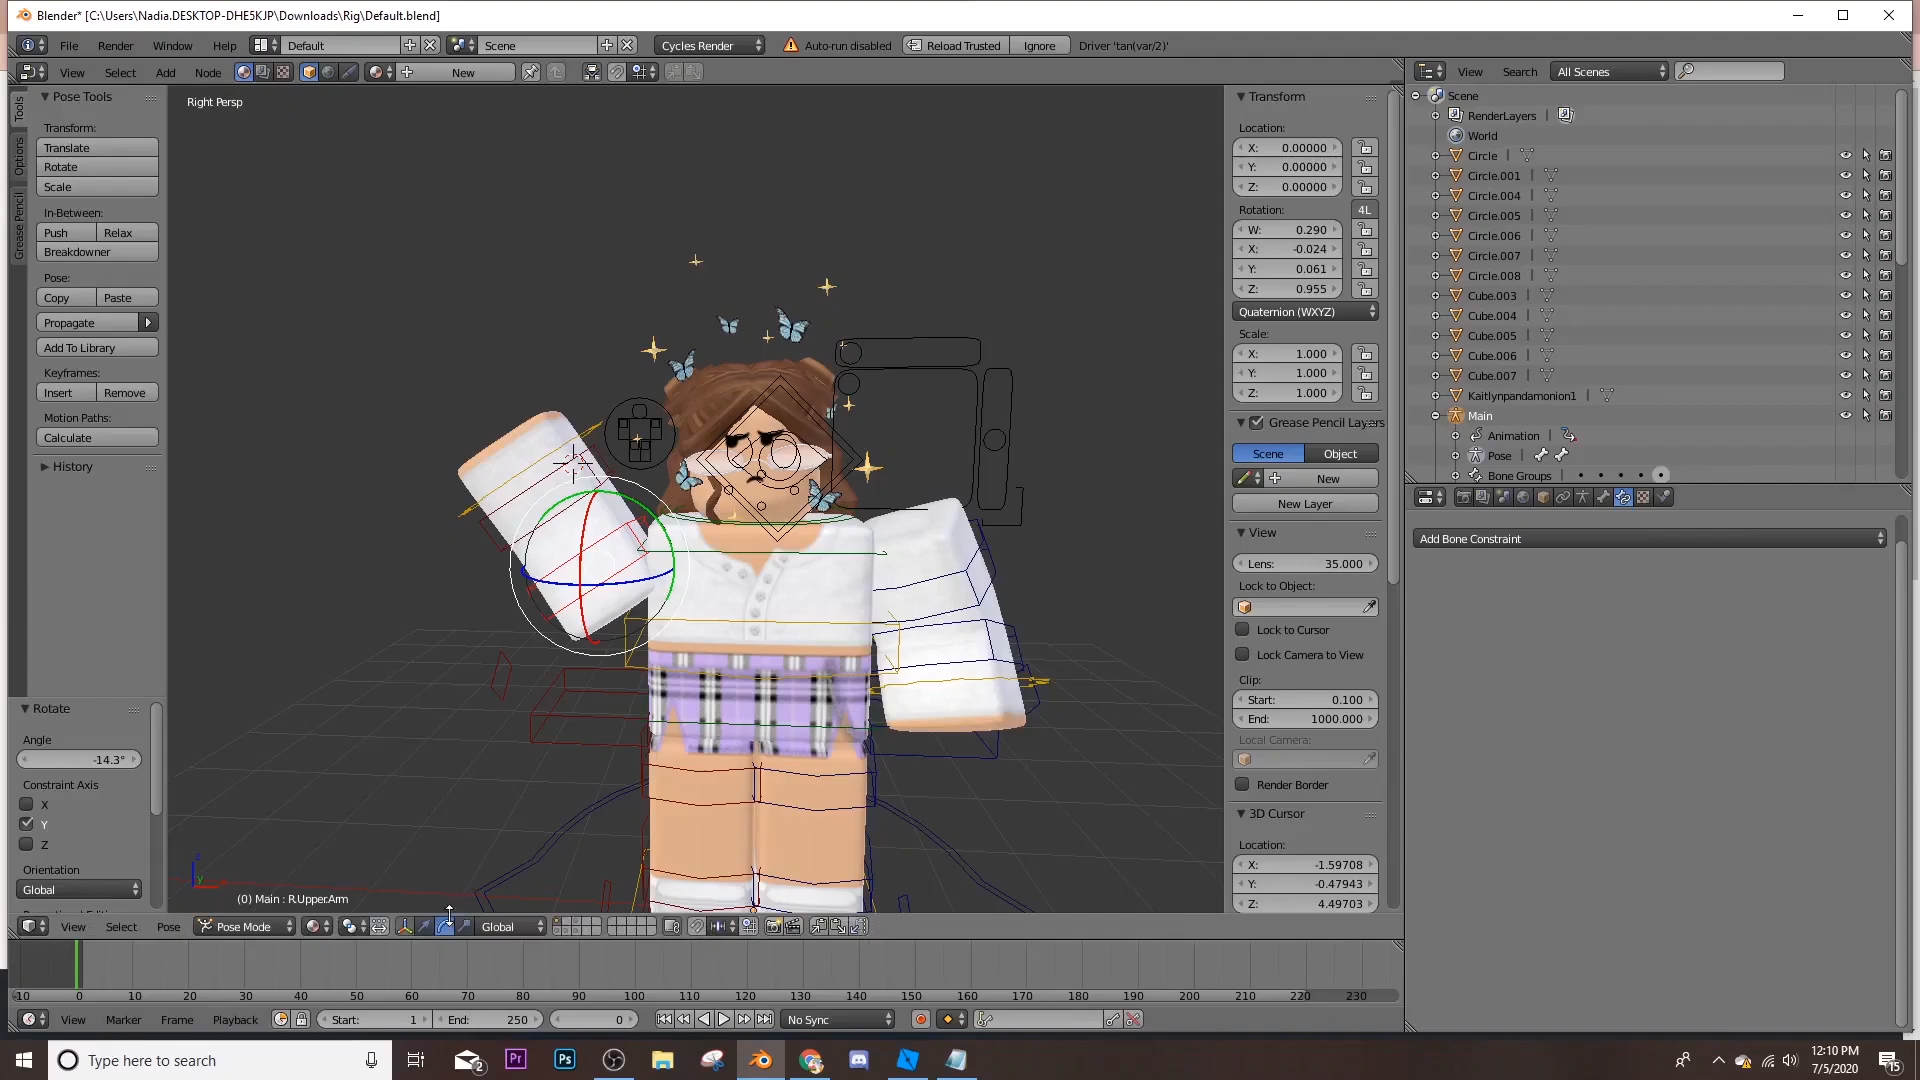 Blender* [C:\Users\Nadia.DESKTOP-DHE5KJP\Downloads\Rig\Default.blend]
File Render Window Help Default Scene Cycles Render Auto-run disabled Reload Trusted Ignore Driver 'tan(var/2)'
View Select Add Node New
View Search All Scenes
Tools
Options
Grease Pencil
Pose Tools
Transform:
Translate
Rotate
Scale
In-Between:
Push Relax
Breakdowner
Pose:
Copy Paste
Propagate
Add To Library
Keyframes:
Insert Remove
Motion Paths:
Calculate
History
Rotate
Angle
-14.3°
Constraint Axis
X
Y
Z
Orientation
Global
Right Persp
(0) Main : R.Upper.Arm
Transform
Location:
X: 0.00000
Y: 0.00000
Z: 0.00000
Rotation: 4L
W: 0.290
X: -0.024
Y: 0.061
Z: 0.955
Quaternion (WXYZ)
Scale:
X: 1.000
Y: 1.000
Z: 1.000
Grease Pencil Layers
Scene Object
New
New Layer
View
Lens: 35.000
Lock to Object:
Lock to Cursor
Lock Camera to View
Clip:
Start: 0.100
End: 1000.000
Local Camera:
Render Border
3D Cursor
Location:
X: -1.59708
Y: -0.47943
Z: 4.49703
Scene
RenderLayers
World
Circle
Circle.001
Circle.004
Circle.005
Circle.006
Circle.007
Circle.008
Cube.003
Cube.004
Cube.005
Cube.006
Cube.007
Kaitlynpandamonion1
Main
Animation
Pose
Bone Groups
Add Bone Constraint
View Select Pose Pose Mode Global
-10 0 10 20 30 40 50 60 70 80 90 100 110 120 130 140 150 160 170 180 190 200 210 220 230
View Marker Frame Playback Start: 1 End: 250 0 No Sync
Type here to search
2
Pr
Ps
12:10 PM
7/5/2020
15